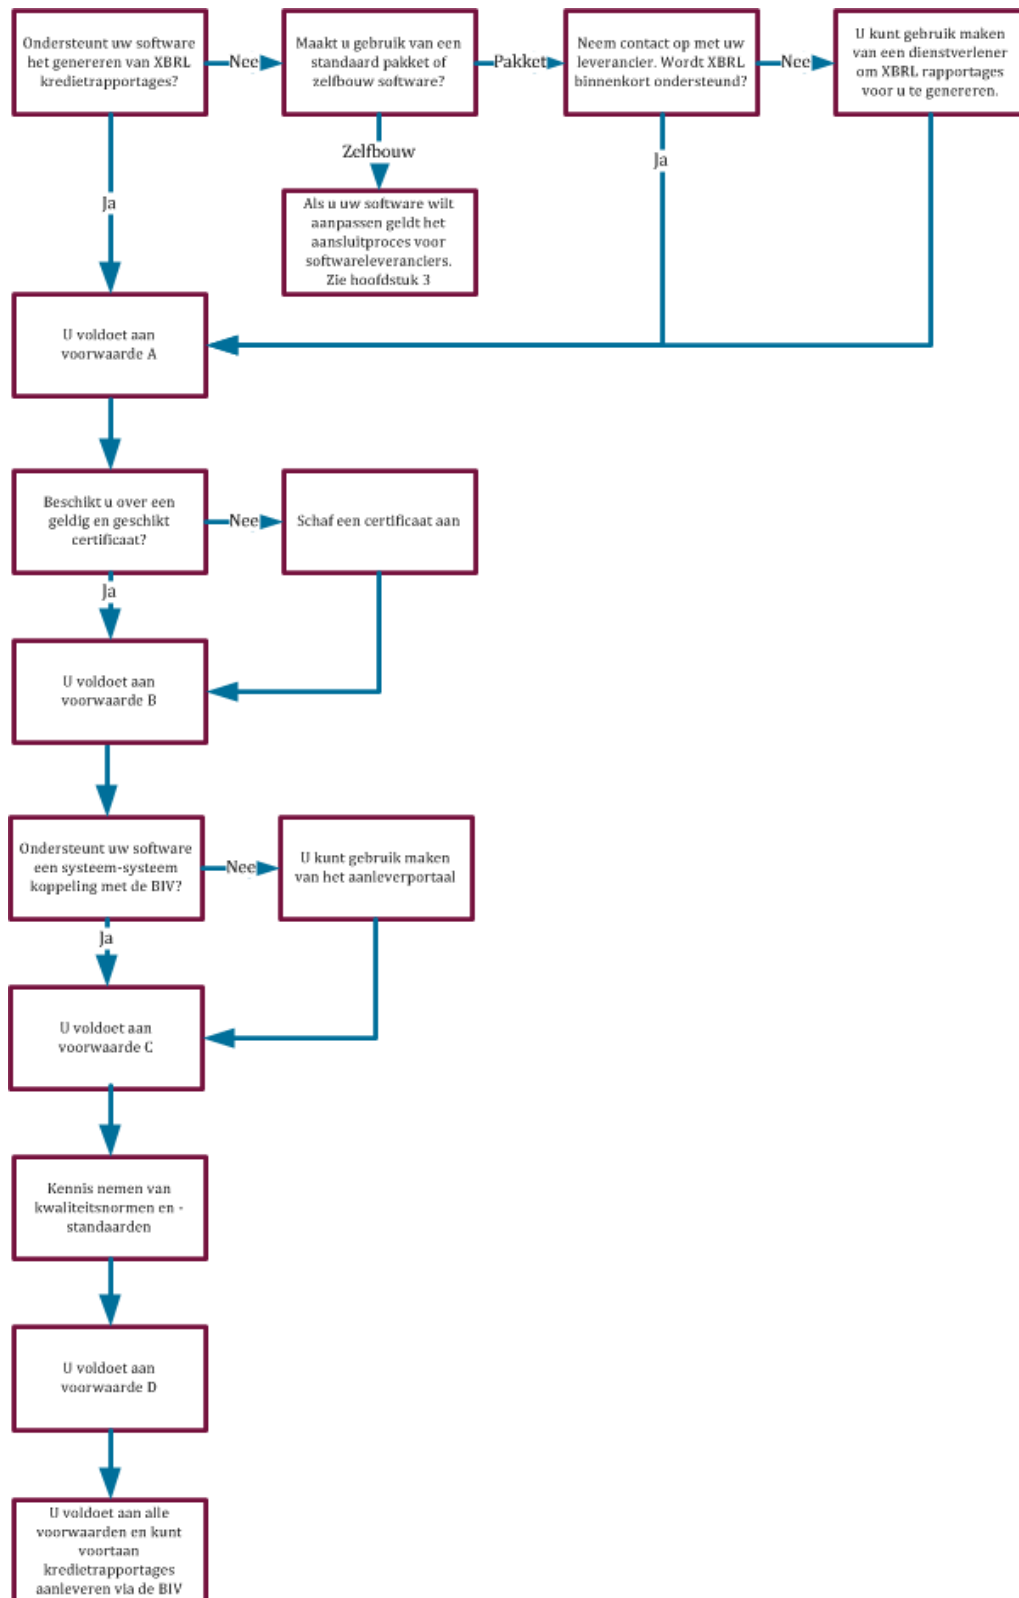 Ondersteunt uw software
het genereren van XBRL
kredietrapportages?
Nee
Maakt u gebruik van een
standaard pakket of
zelfbouw software?
Pakket
Neem contact op met uw
leverancier. Wordt XBRL
binnenkort ondersteund?
Nee
U kunt gebruik maken
van een dienstverlener
om XBRL rapportages
voor u te genereren.
Zelfbouw
Ja
Ja
Als u uw software wilt
aanpassen geldt het
aansluitproces voor
softwareleveranciers.
Zie hoofdstuk 3
U voldoet aan
voorwaarde A
Beschikt u over een
geldig en geschikt
certificaat?
Nee
Schaf een certificaat aan
Ja
U voldoet aan
voorwaarde B
Ondersteunt uw software
een systeem-systeem
koppeling met de BIV?
Nee
U kunt gebruik maken
van het aanleverportaal
Ja
U voldoet aan
voorwaarde C
Kennis nemen van
kwaliteitsnormen en -
standaarden
U voldoet aan
voorwaarde D
U voldoet aan alle
voorwaarden en kunt
voortaan
kredietrapportages
aanleveren via de BIV